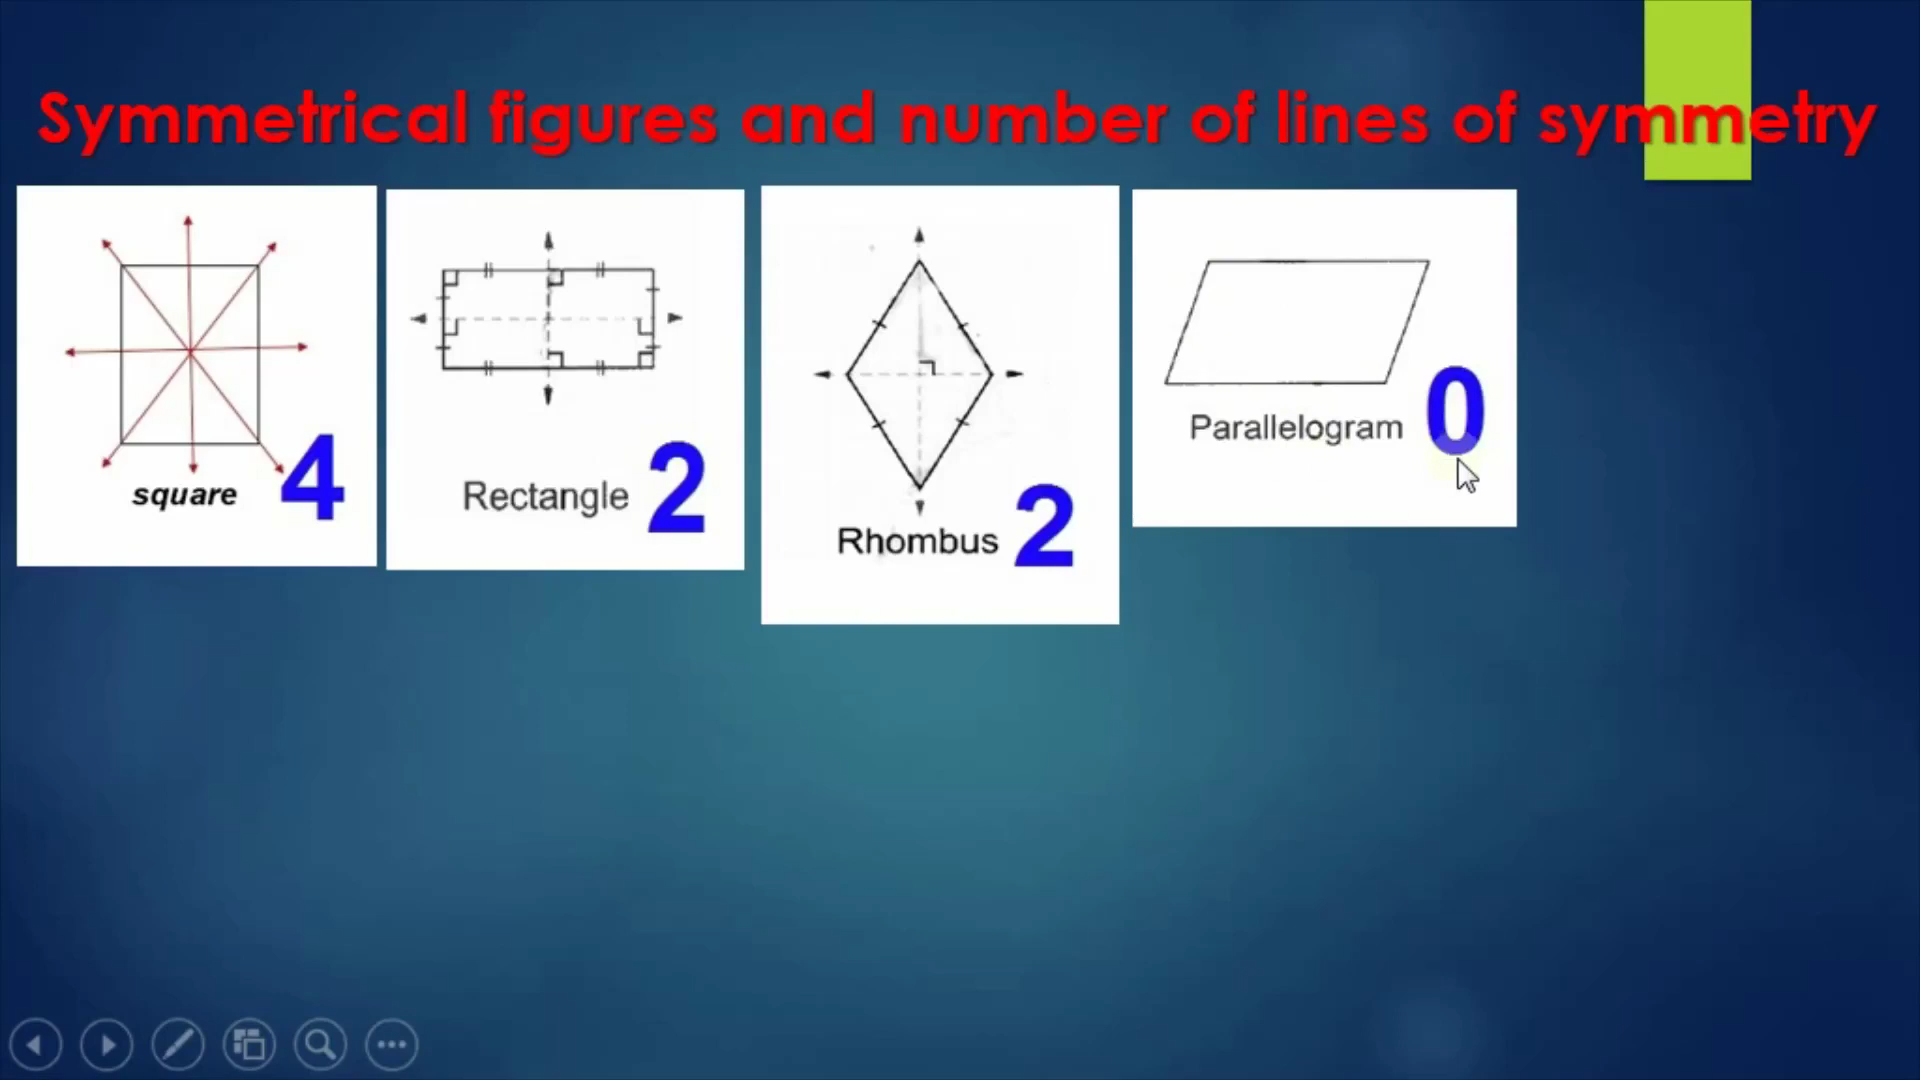 Symmetrical figures and number of lines of symmetry
square 4
Rectangle 2
Rhombus 2
Parallelogram 0